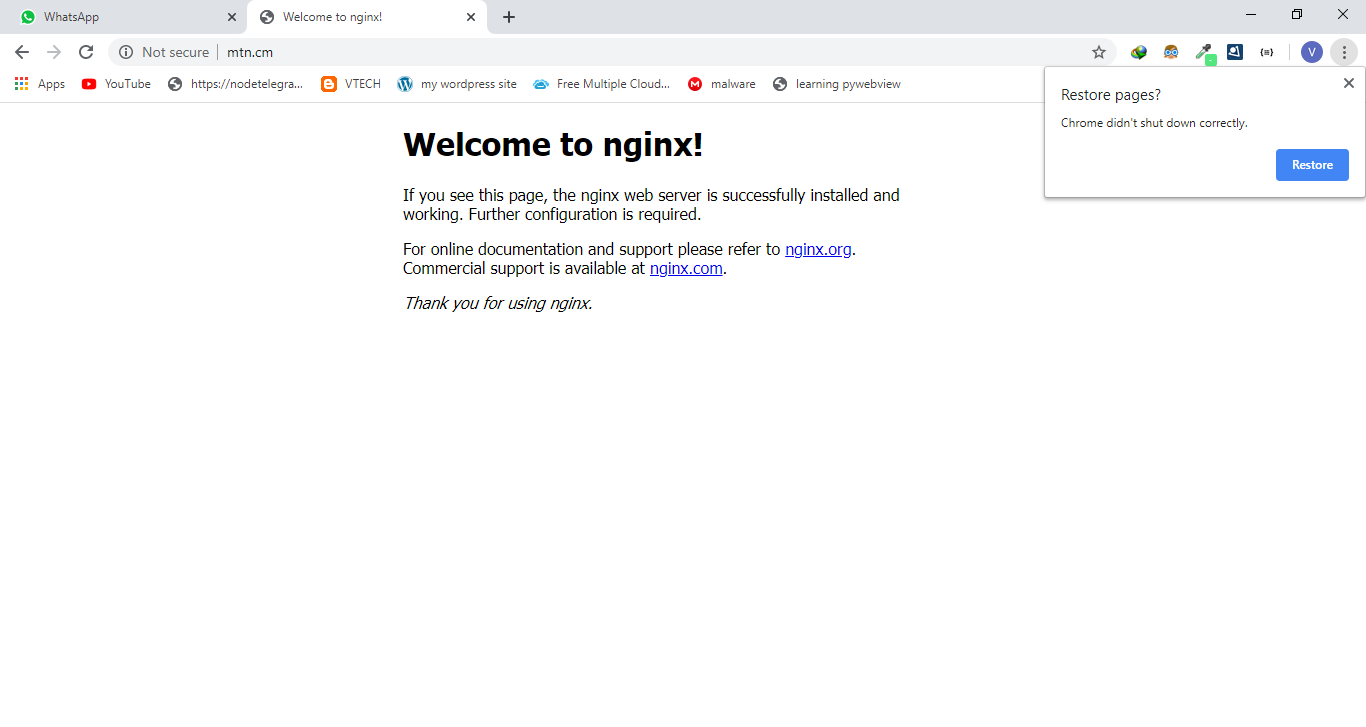 WhatsApp
Welcome to nginx!
Not secure
mtn.cm
V
Apps
YouTube
https://nodetelegra...
VTECH
my wordpress site
Free Multiple Cloud...
malware
learning pywebview
Restore pages?
Chrome didn't shut down correctly.
Restore
Welcome to nginx!
If you see this page, the nginx web server is successfully installed and
working. Further configuration is required.
For online documentation and support please refer to nginx.org.
Commercial support is available at nginx.com.
Thank you for using nginx.